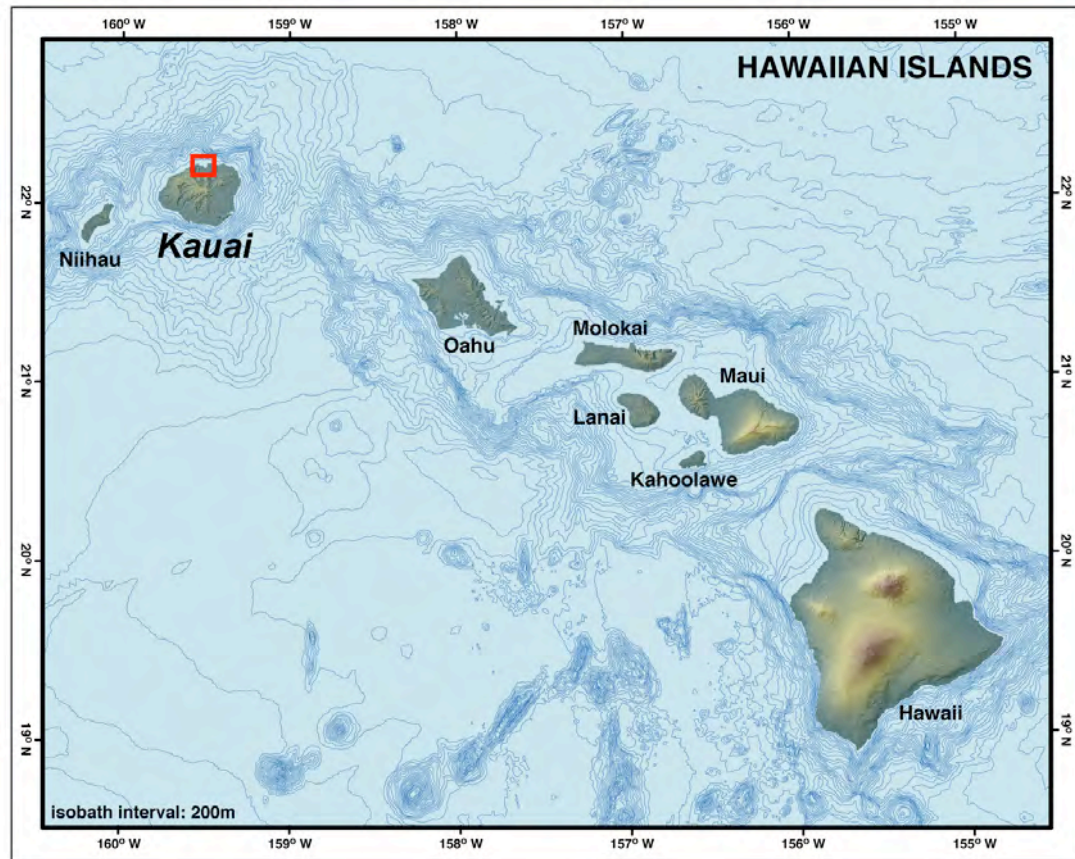 160° W 159° W 158° W 157° W 156° W 155° W
HAWAIIAN ISLANDS
22° N
22° N
Niihau
Kauai
Oahu
Molokai
Maui
Lanai
Kahoolawe
21° N
21° N
20° N
20° N
Hawaii
19° N
19° N
isobath interval: 200m
160° W 159° W 158° W 157° W 156° W 155° W